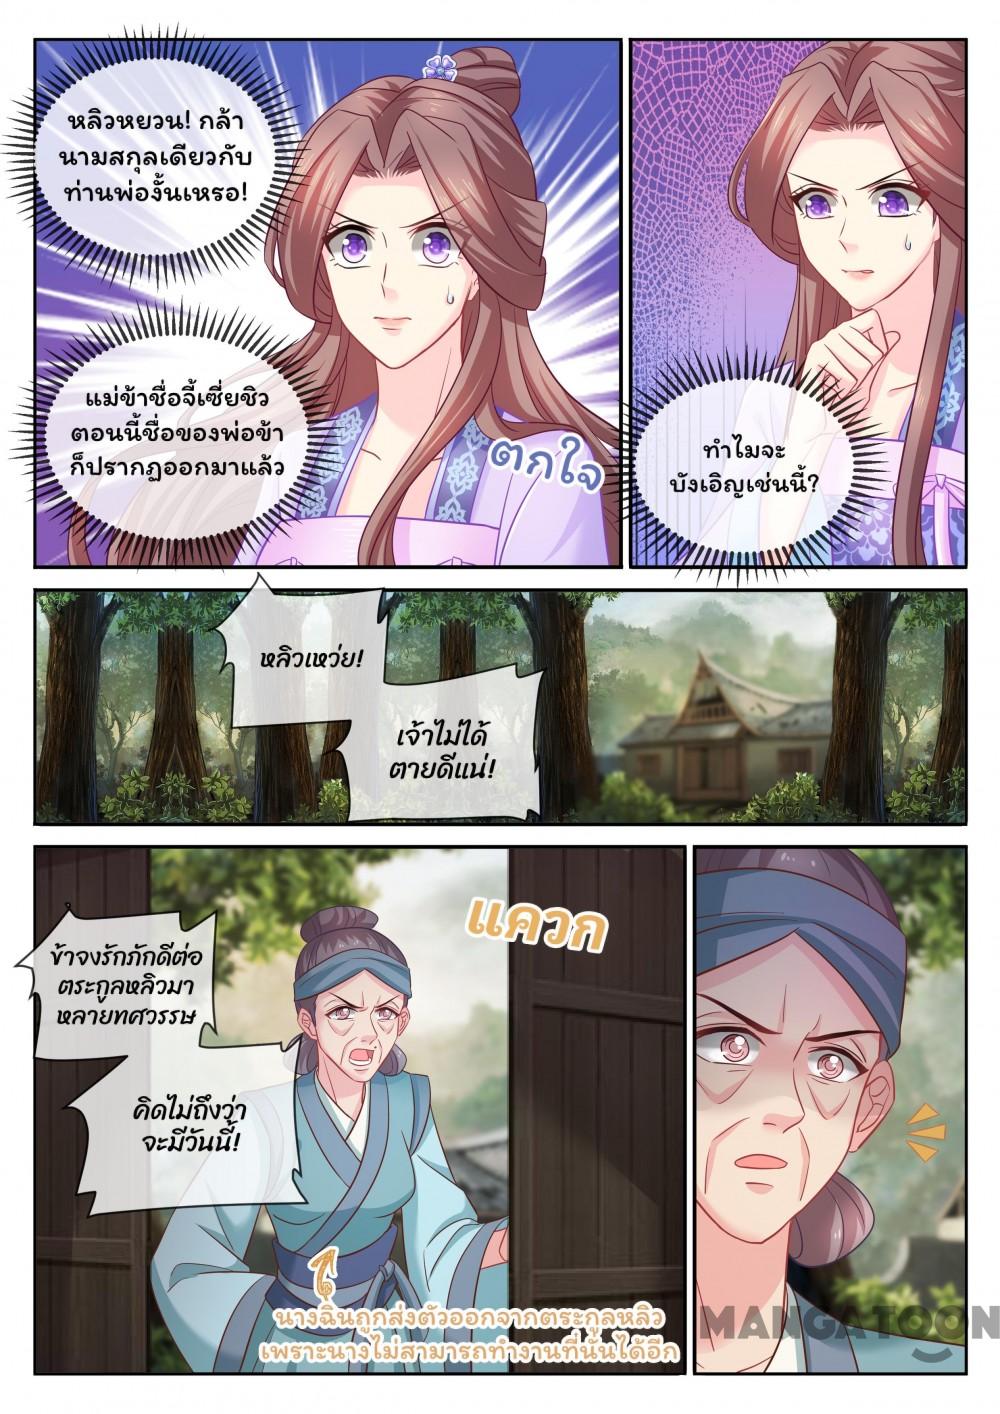 หลิวหยวน! กล้า
นามสกุลเดียวกับ
ท่านพ่องั้นเหรอ!
แม่ข้าชื่อจี้เซี่ยชิว
ตอนนี้ชื่อของพ่อข้า
ก็ปรากฏออกมาแล้ว
ตกใจ
ทำไมจะ
บังเอิญเช่นนี้?
หลิวเหว่ย!
เจ้าไม่ได้
ตายดีแน่!
แควก
ข้าจงรักภักดีต่อ
ตระกูลหลิวมา
หลายทศวรรษ
คิดไม่ถึงว่า
จะมีวันนี้!
นางฉินถูกส่งตัวออกจากตระกูลหลิว
เพราะนางไม่สามารถทำงานที่นั่นได้อีก
MANGATOON